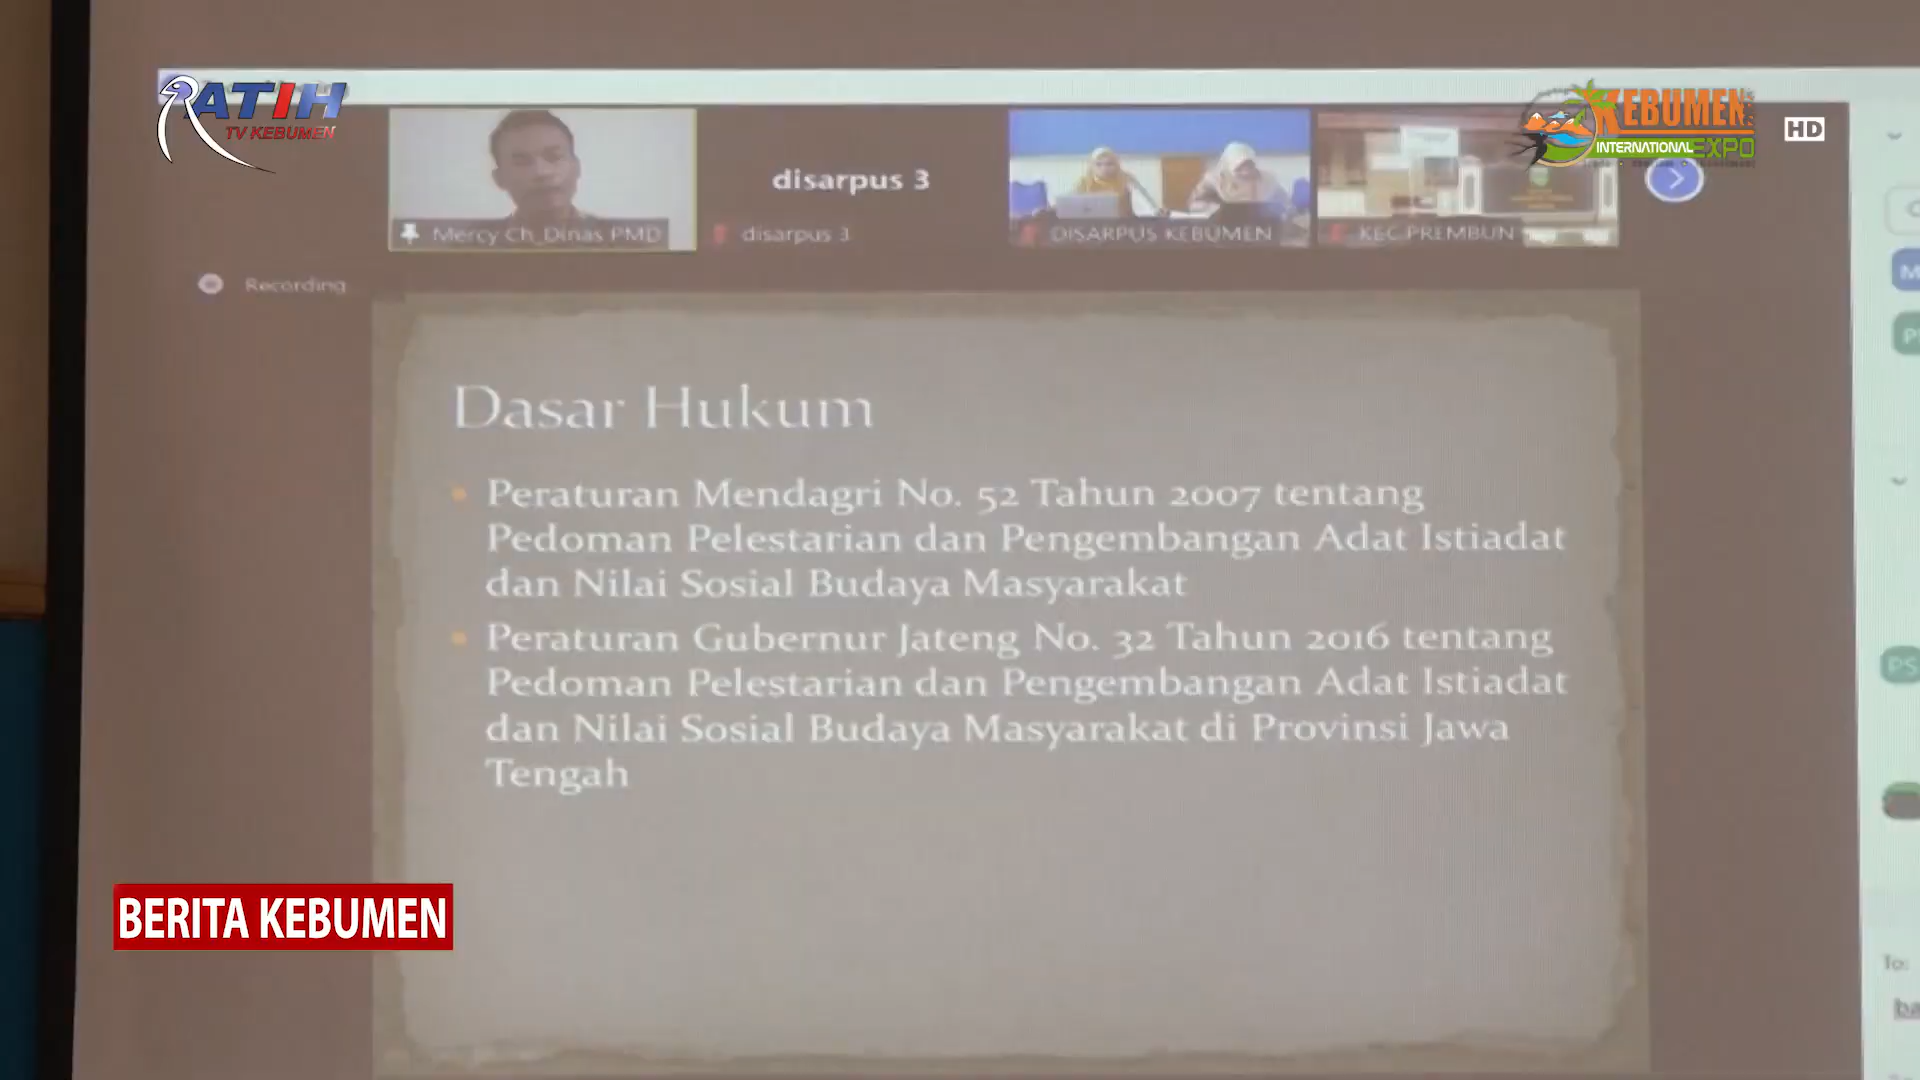 RATIH
TV KEBUMEN
KEBUMEN
INTERNATIONAL EXPO
HD
disarpus 3
Mercy Ch_Dinas PMD
disarpus 3
DISARPUS KEBUMEN
KEC.PREMBUN
Recording
Dasar Hukum
Peraturan Mendagri No. 52 Tahun 2007 tentang
Pedoman Pelestarian dan Pengembangan Adat Istiadat
dan Nilai Sosial Budaya Masyarakat
Peraturan Gubernur Jateng No. 32 Tahun 2016 tentang
Pedoman Pelestarian dan Pengembangan Adat Istiadat
dan Nilai Sosial Budaya Masyarakat di Provinsi Jawa
Tengah
PS
BERITA KEBUMEN
To: